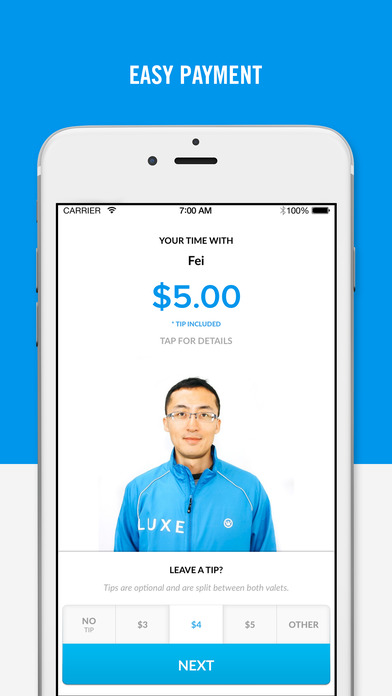 EASY PAYMENT
CARRIER 7:00 AM 100%
YOUR TIME WITH
Fei
$5.00
* TIP INCLUDED
TAP FOR DETAILS
LUXE
LEAVE A TIP?
Tips are optional and are split between both valets.
NO TIP $3 $4 $5 OTHER
NEXT